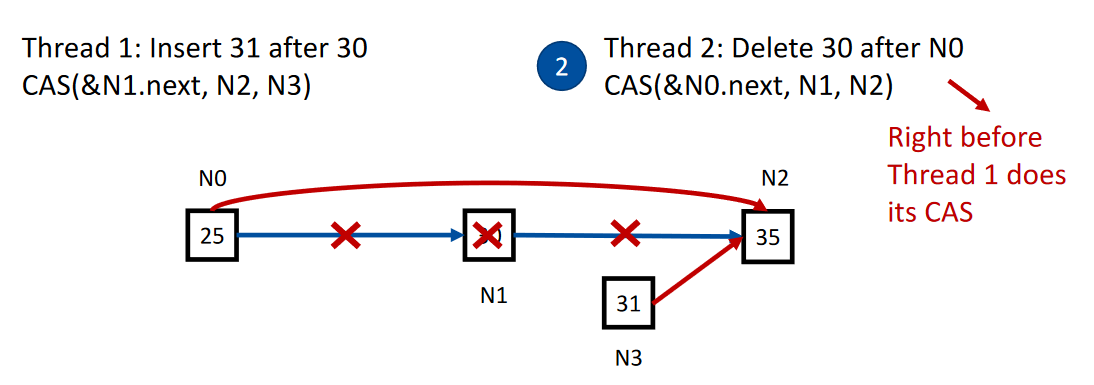 Thread 1: Insert 31 after 30
CAS(&N1.next, N2, N3)
2
Thread 2: Delete 30 after N0
CAS(&N0.next, N1, N2)
Right before
Thread 1 does
its CAS
N0
N2
25
35
N1
31
N3